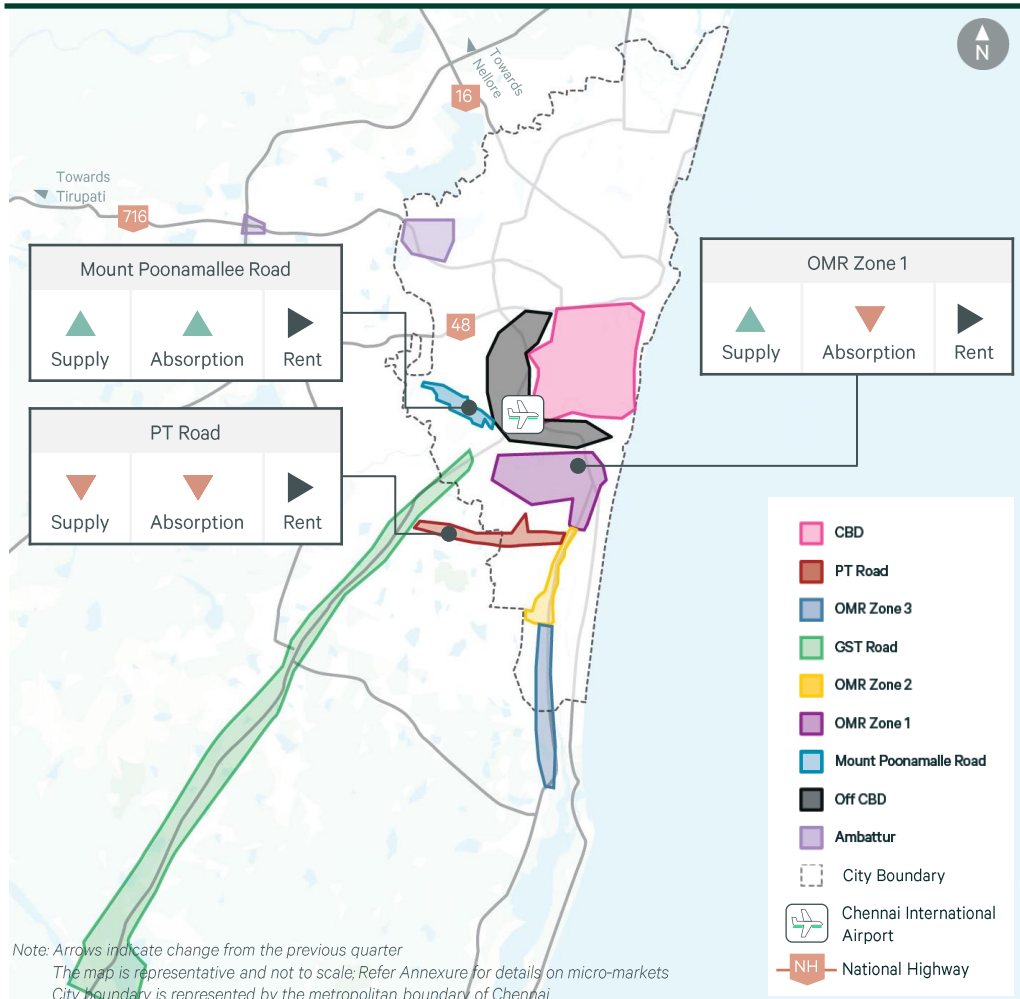 N
Towards
Nellore
16
Towards
Tirupati
716
Mount Poonamallee Road
Supply
Absorption
Rent
OMR Zone 1
Supply
Absorption
Rent
48
PT Road
Supply
Absorption
Rent
CBD
PT Road
OMR Zone 3
GST Road
OMR Zone 2
OMR Zone 1
Mount Poonamalle Road
Off CBD
Ambattur
City Boundary
Chennai International
Airport
NH
National Highway
Note: Arrows indicate change from the previous quarter
The map is representative and not to scale; Refer Annexure for details on micro-markets
City boundary is represented by the metropolitan boundary of Chennai